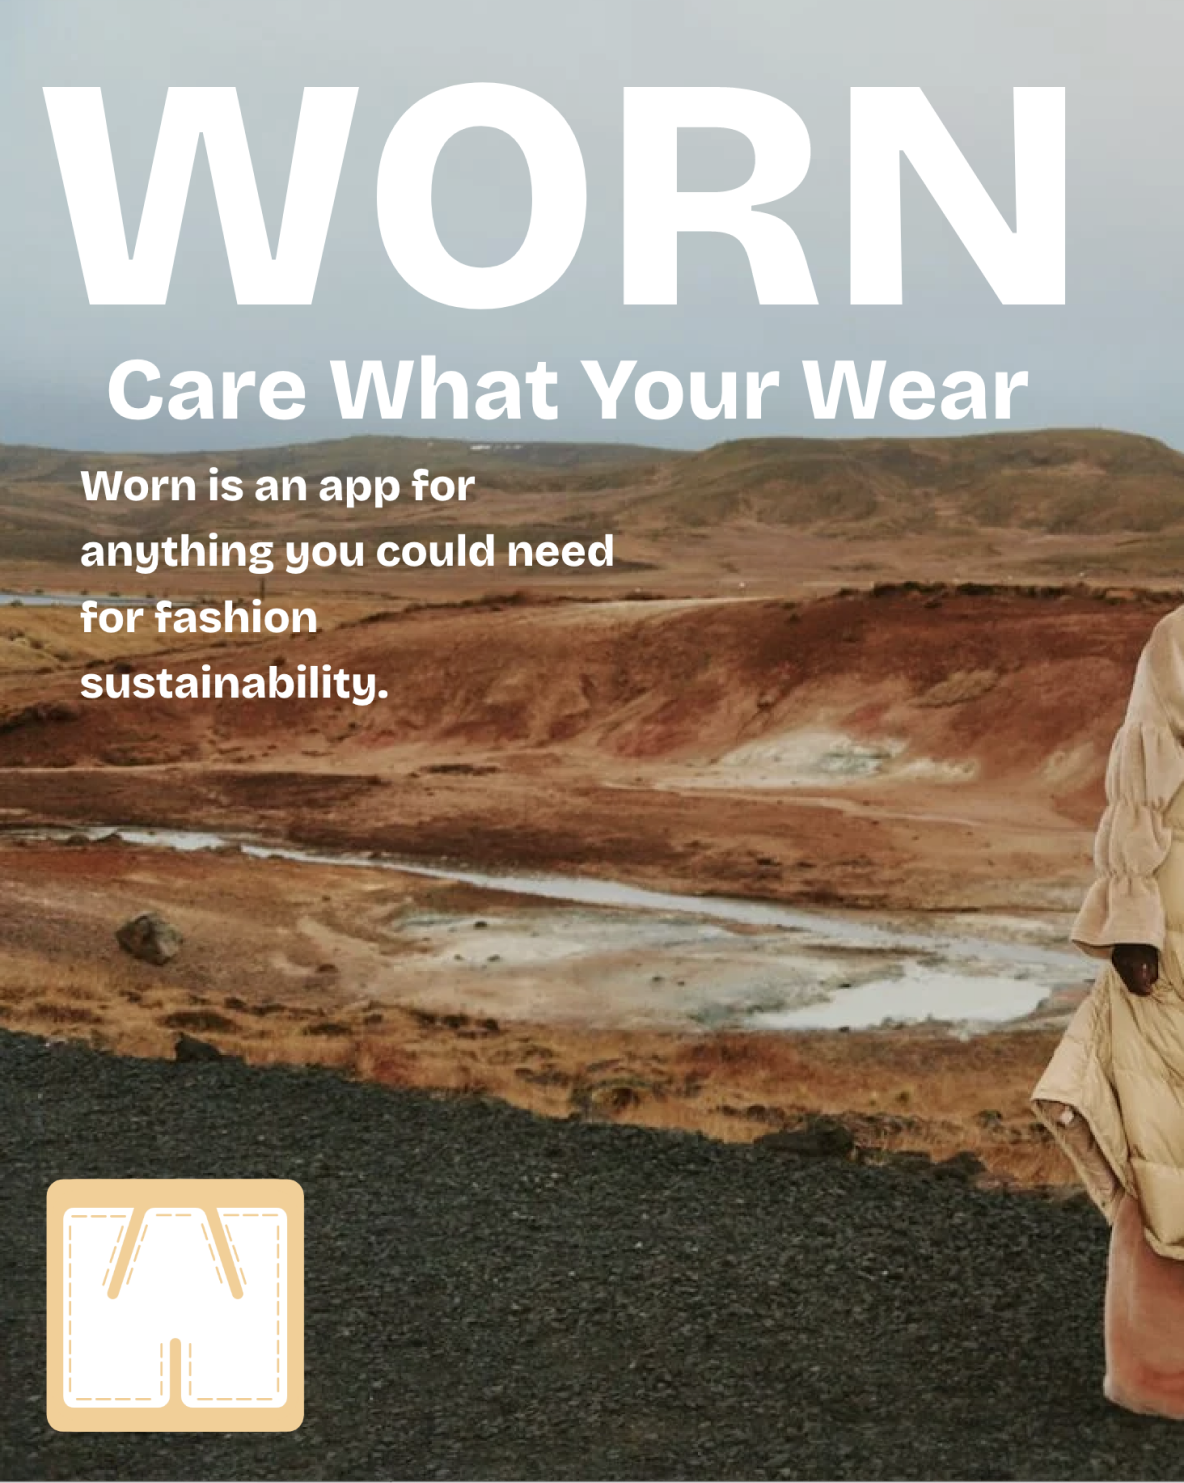 WORN
Care What Your Wear
Worn is an app for
anything you could need
for fashion
sustainability.